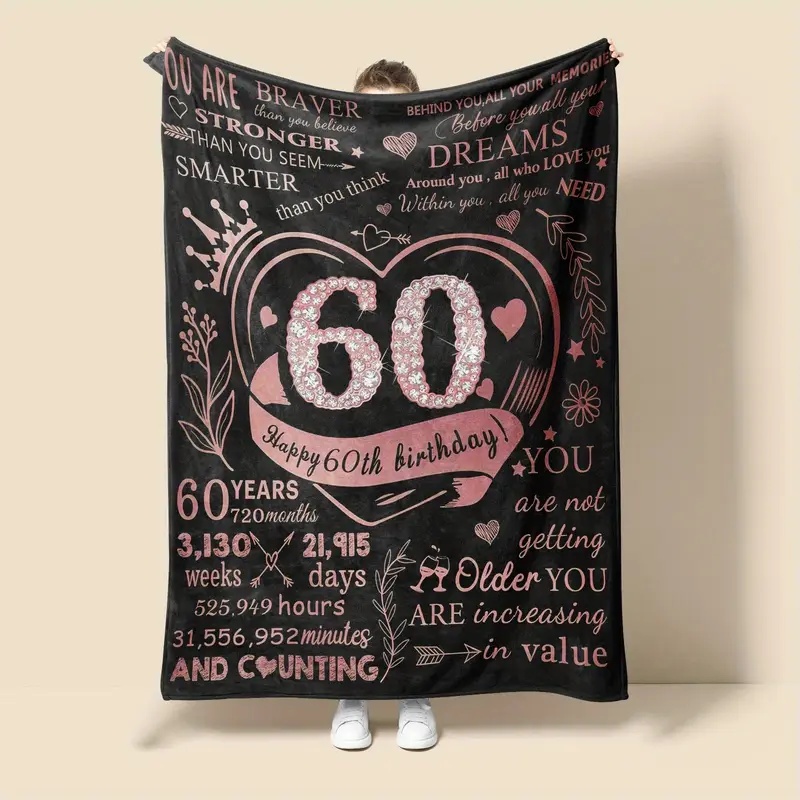 OU ARE BRAVER
than you believe
STRONGER
THAN YOU SEEM
SMARTER
than you think
BEHIND YOU, ALL YOUR MEMORIE
Before you, all your
DREAMS
Around you , all who LOVE you
Within you , all you NEED
60
Happy 60th birthday!
60 YEARS
720 months
3,130 21,915
weeks days
525,949 hours
31,556,952 minutes
AND COUNTING
YOU
are not
getting
Older YOU
ARE increasing
in value